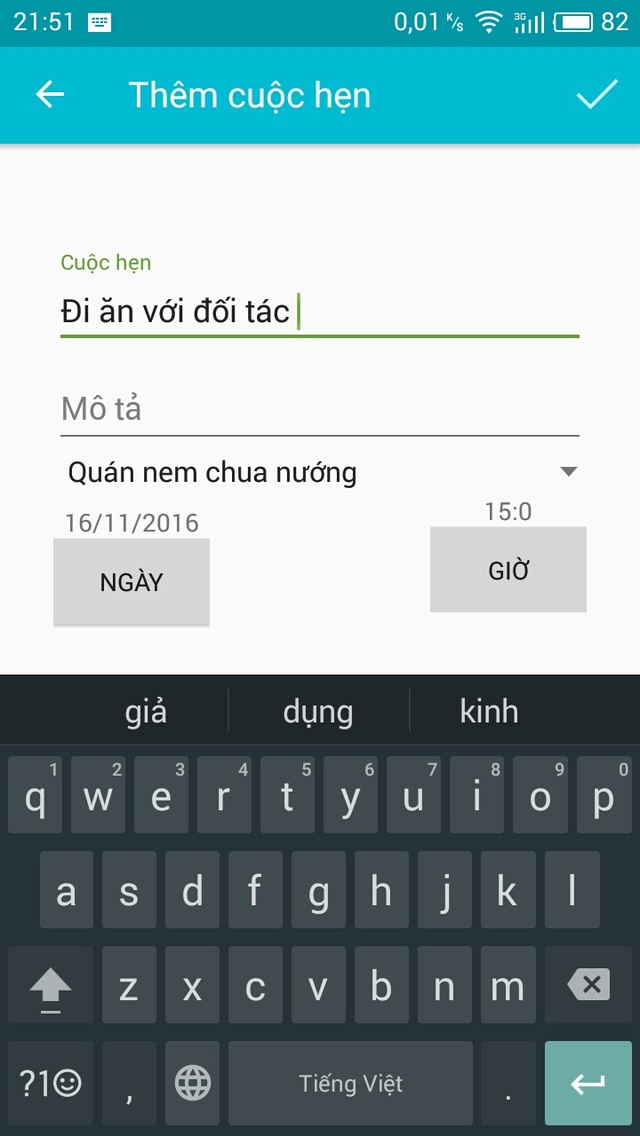 21:51 0,01 K/s 3G 82
Thêm cuộc hẹn
Cuộc hẹn
Đi ăn với đối tác
Mô tả
Quán nem chua nướng
16/11/2016 15:0
NGÀY GIỜ
giả dụng kinh
1 2 3 4 5 6 7 8 9 0
q w e r t y u i o p
a s d f g h j k l
z x c v b n m
?1☺ , Tiếng Việt .